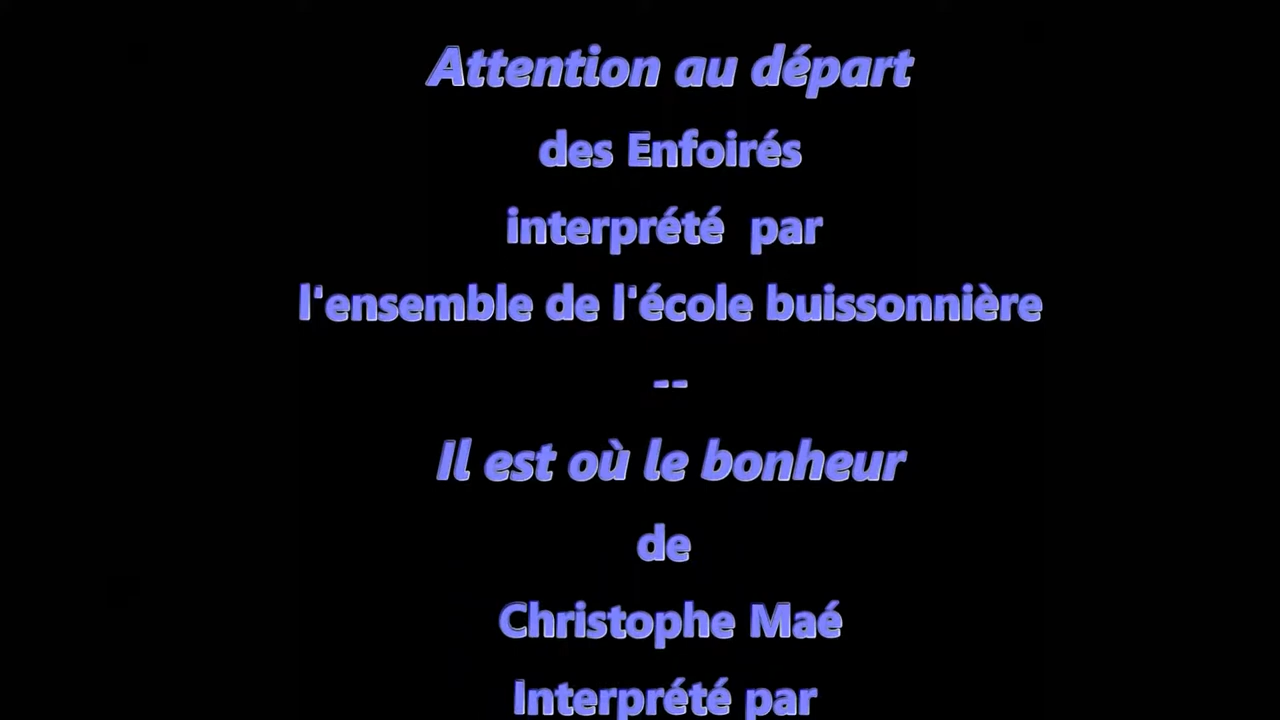 Attention au départ
des Enfoirés
interprété  par
l'ensemble de l'école buissonnière
--
Il est où le bonheur
de
Christophe Maé
Interprété par